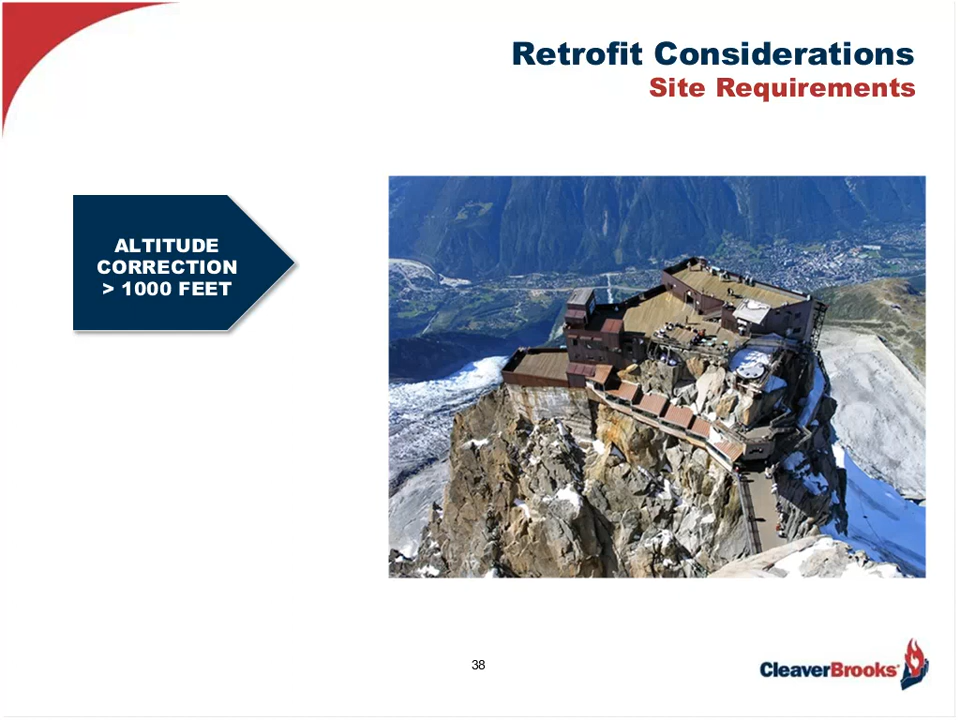 Retrofit Considerations
Site Requirements
ALTITUDE
CORRECTION
> 1000 FEET
38
CleaverBrooks